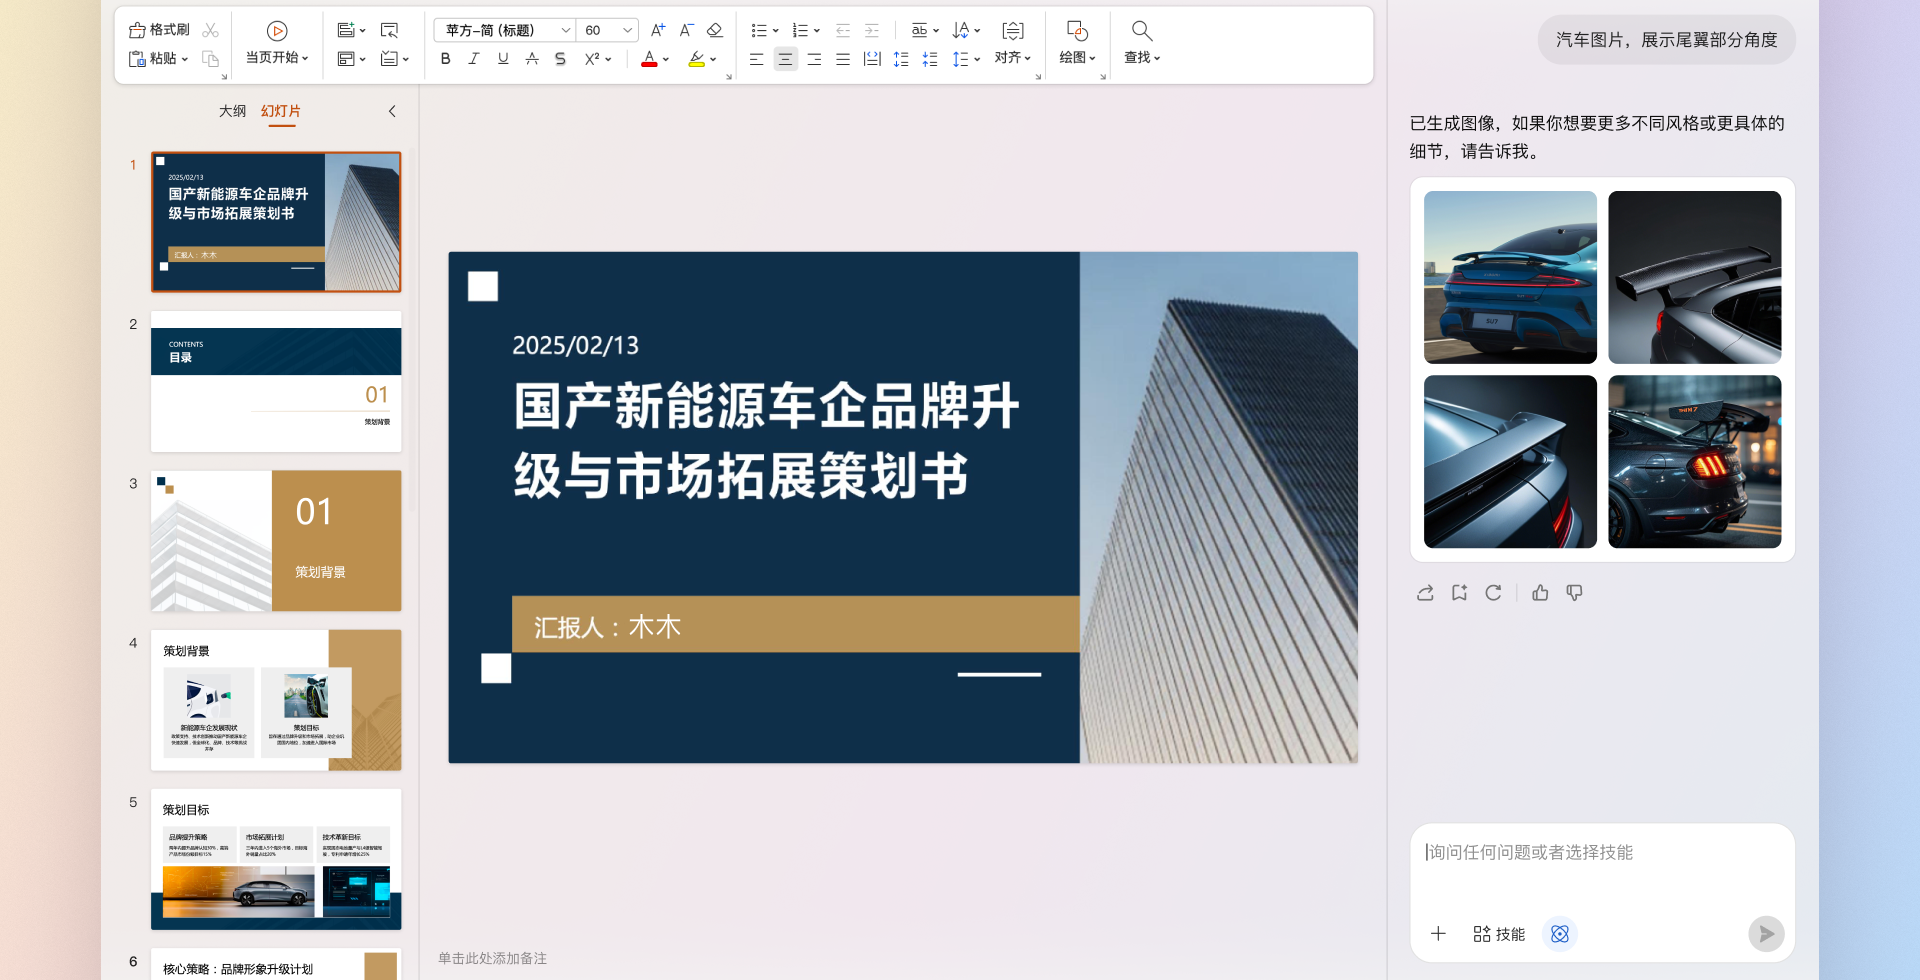 格式刷
粘贴
当页开始
苹方-简 (标题)
60
A+
A-
B
I
U
A
S
X²
A
ab
对齐
绘图
查找
大纲
幻灯片
1
2025/02/13
国产新能源车企品牌升
级与市场拓展策划书
汇报人：木木
2
CONTENTS
目录
01
策划背景
3
01
策划背景
4
策划背景
新能源车企发展现状
策划目标
5
策划目标
品牌提升策略
市场拓展计划
技术革新目标
6
核心策略：品牌形象升级计划
2025/02/13
国产新能源车企品牌升
级与市场拓展策划书
汇报人：木木
单击此处添加备注
汽车图片，展示尾翼部分角度
已生成图像，如果你想要更多不同风格或更具体的
细节，请告诉我。
SU7
询问任何问题或者选择技能
技能